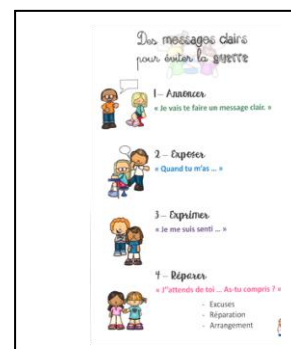 Des messages clairs
pour éviter la guerre
1 – Annoncer
« Je vais te faire un message clair. »
2 – Exposer
« Quand tu m'as ... »
3 – Exprimer
« Je me suis senti ... »
4 – Réparer
« J'attends de toi ... As-tu compris ? »
- Excuses
- Réparation
- Arrangement